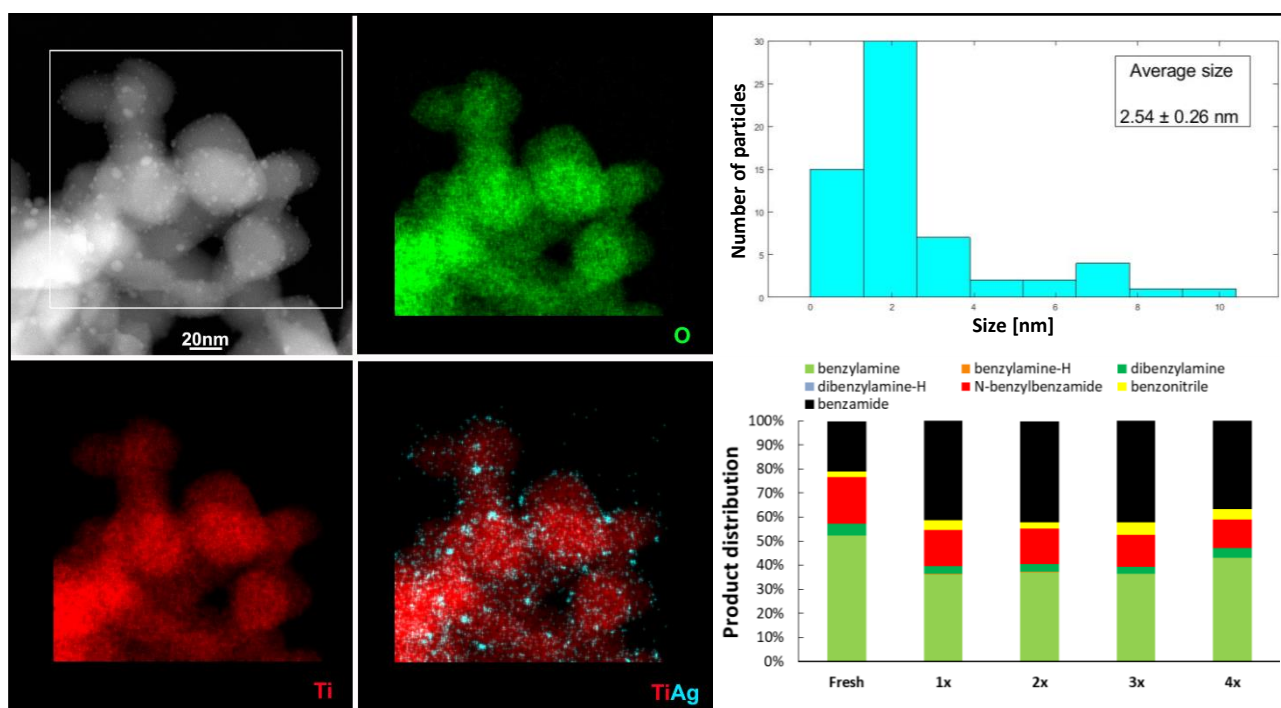 20nm
O
Ti
TiAg
Number of particles
30
25
20
15
10
5
0
0 2 4 6 8 10
Size [nm]
Average size
2.54 ± 0.26 nm
benzylamine benzylamine-H dibenzylamine
dibenzylamine-H N-benzylbenzamide benzonitrile
benzamide
Product distribution
100%
90%
80%
70%
60%
50%
40%
30%
20%
10%
0%
Fresh 1x 2x 3x 4x